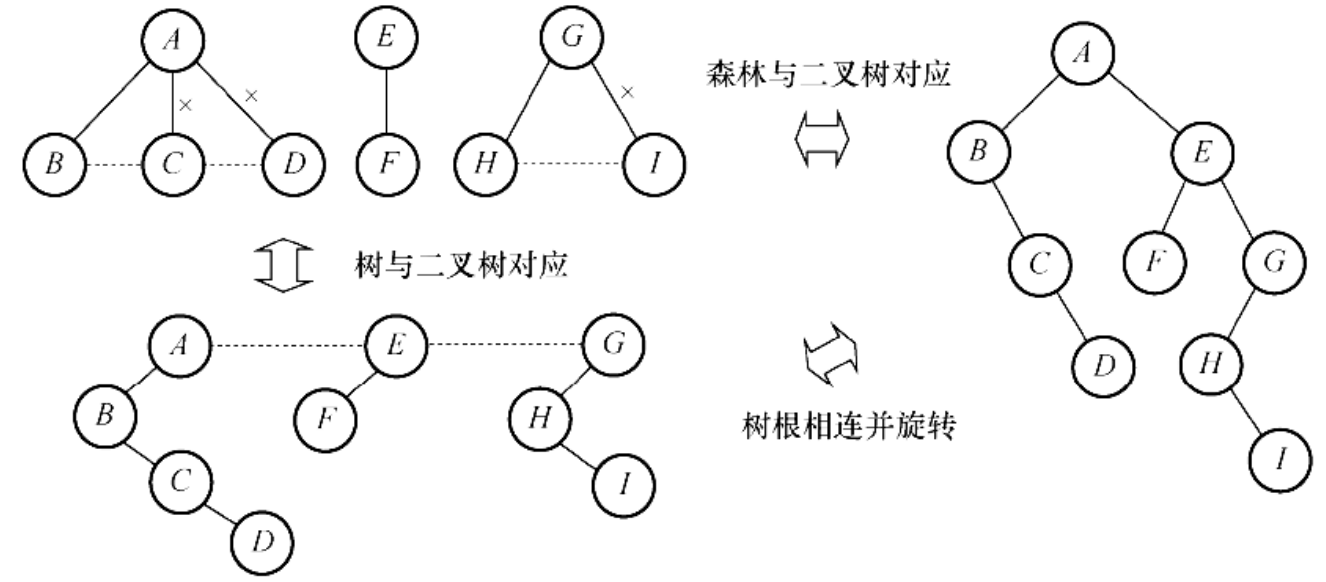 A E G
× × ×
B C D F H I
森林与二叉树对应
A
B E
C F G
D H
I
树与二叉树对应
A E G
B F H
C I
D
树根相连并旋转